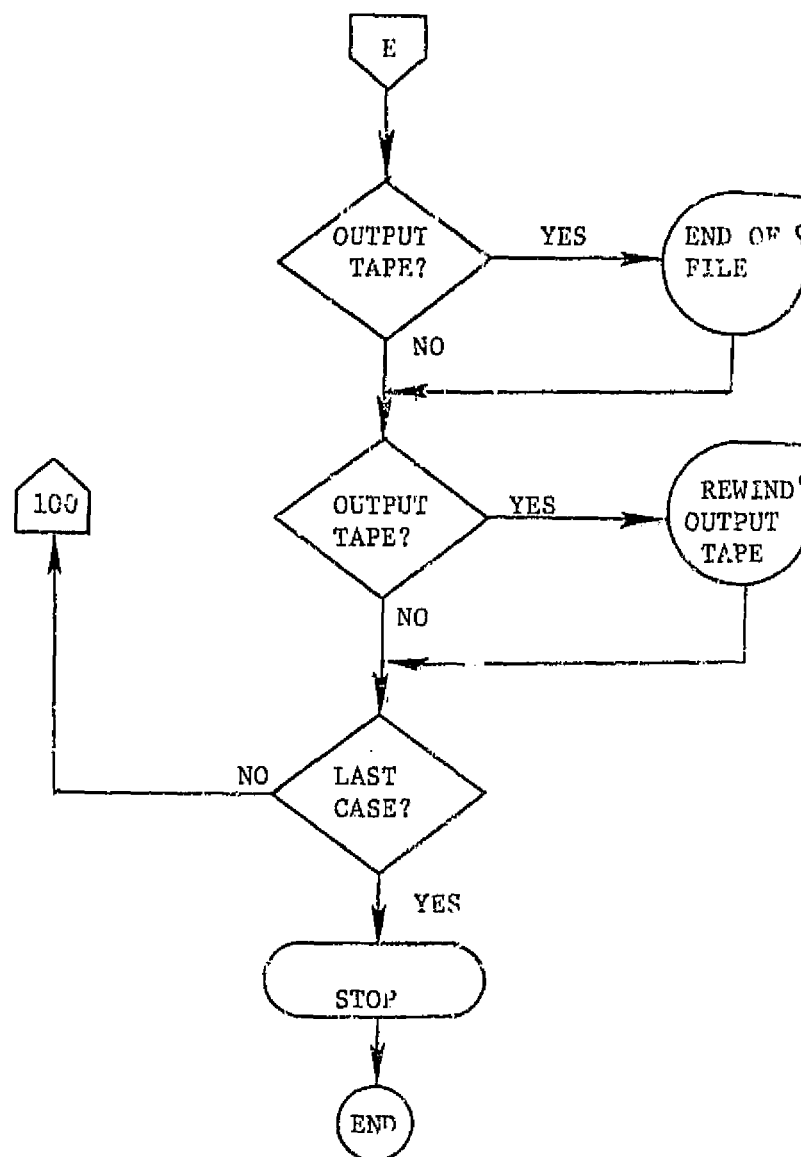 E
OUTPUT
TAPE?
YES
END OF
FILE
NO
100
OUTPUT
TAPE?
YES
REWIND
OUTPUT
TAPE
NO
NO
LAST
CASE?
YES
STOP
END